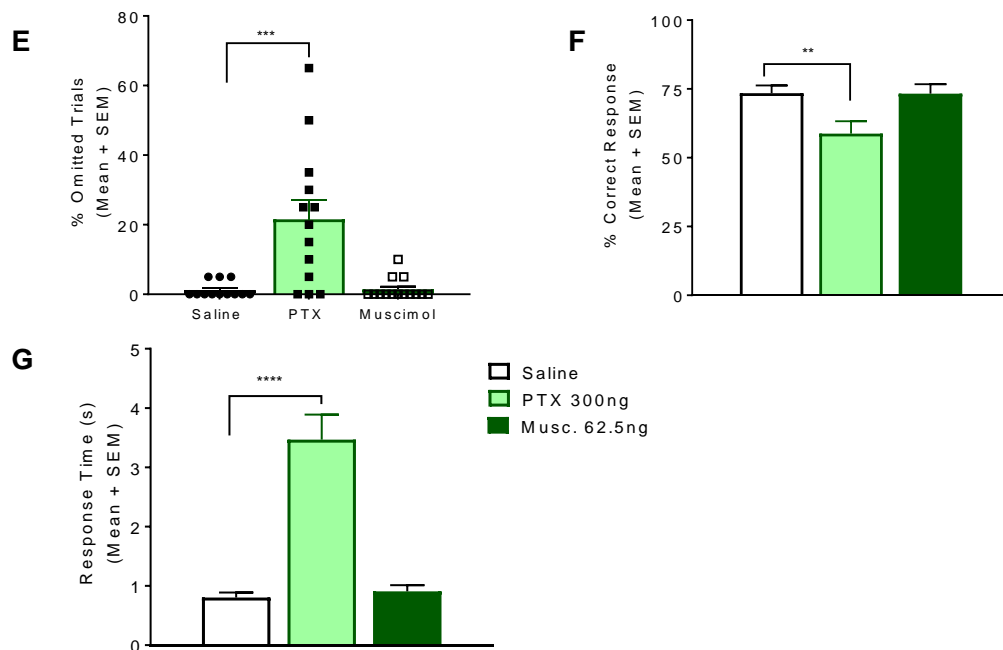 E
80
60
40
20
0
% Omitted Trials
(Mean + SEM)
***
Saline
PTX
Muscimol
F
100
75
50
25
0
% Correct Response
(Mean + SEM)
**
G
5
4
3
2
1
0
Response Time (s)
(Mean + SEM)
****
Saline
PTX 300ng
Musc. 62.5ng